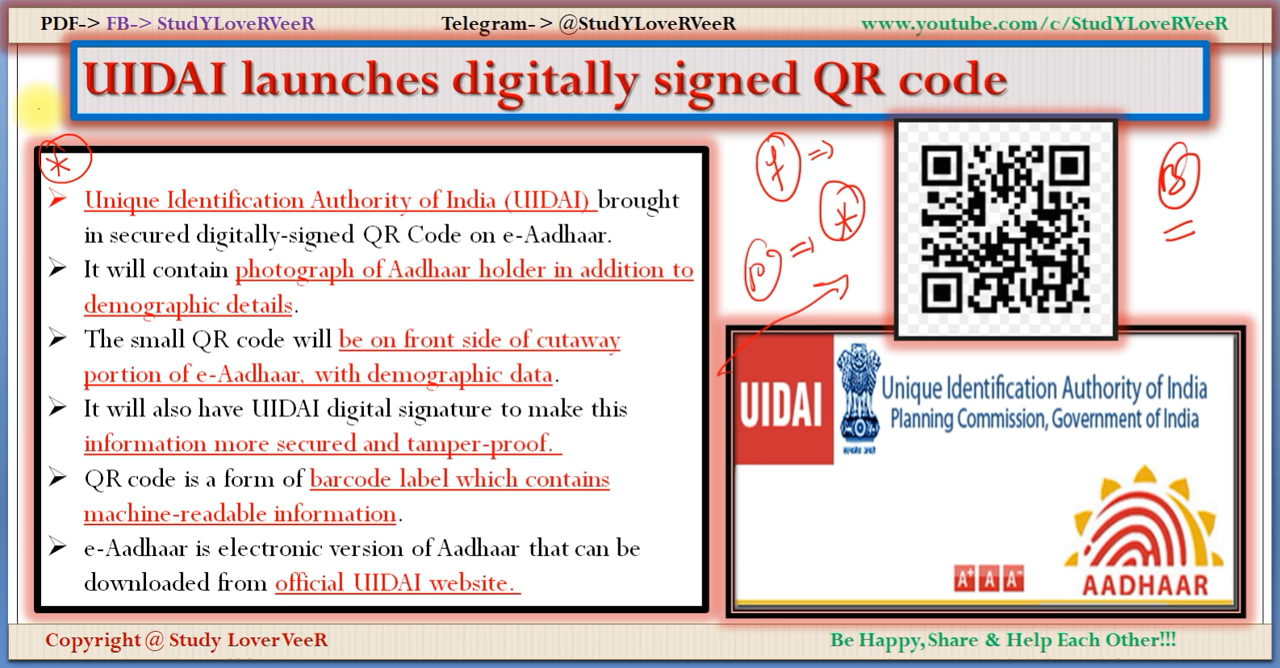 PDF-> FB-> StudYLoveRVeeR Telegram-> @StudYLoveRVeeR www.youtube.com/c/StudYLoveRVeeR
UIDAI launches digitally signed QR code
➢ Unique Identification Authority of India (UIDAI) brought
in secured digitally-signed QR Code on e-Aadhaar.
➢ It will contain photograph of Aadhaar holder in addition to
demographic details.
➢ The small QR code will be on front side of cutaway
portion of e-Aadhaar, with demographic data.
➢ It will also have UIDAI digital signature to make this
information more secured and tamper-proof.
➢ QR code is a form of barcode label which contains
machine-readable information.
➢ e-Aadhaar is electronic version of Aadhaar that can be
downloaded from official UIDAI website.
UIDAI
सत्यमेव जयते
Unique Identification Authority of India
Planning Commission, Government of India
A+ A A-
AADHAAR
Copyright @ Study LoverVeeR Be Happy,Share & Help Each Other!!!